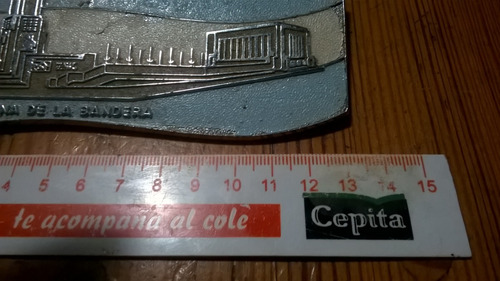 NA DE LA BANDERA
4 5 6 7 8 9 10 11 12 13 14 15
te acompaña al cole
Cepita